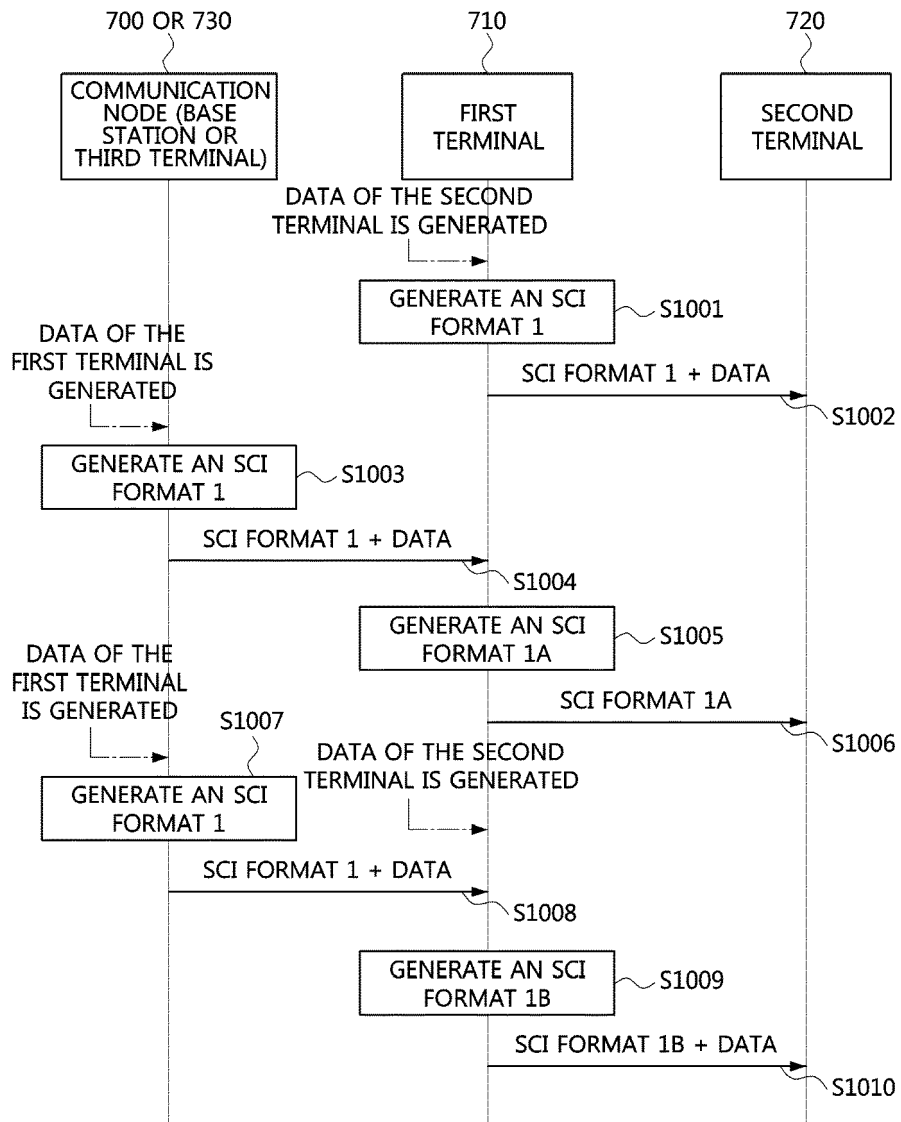 700 OR 730
710
720
COMMUNICATION
NODE (BASE
STATION OR
THIRD TERMINAL)
FIRST
TERMINAL
SECOND
TERMINAL
DATA OF THE SECOND
TERMINAL IS GENERATED
GENERATE AN SCI
FORMAT 1
S1001
DATA OF THE
FIRST TERMINAL IS
GENERATED
SCI FORMAT 1 + DATA
S1002
GENERATE AN SCI
FORMAT 1
S1003
SCI FORMAT 1 + DATA
S1004
GENERATE AN SCI
FORMAT 1A
S1005
DATA OF THE
FIRST TERMINAL
IS GENERATED
SCI FORMAT 1A
S1006
S1007
DATA OF THE SECOND
TERMINAL IS GENERATED
GENERATE AN SCI
FORMAT 1
SCI FORMAT 1 + DATA
S1008
GENERATE AN SCI
FORMAT 1B
S1009
SCI FORMAT 1B + DATA
S1010